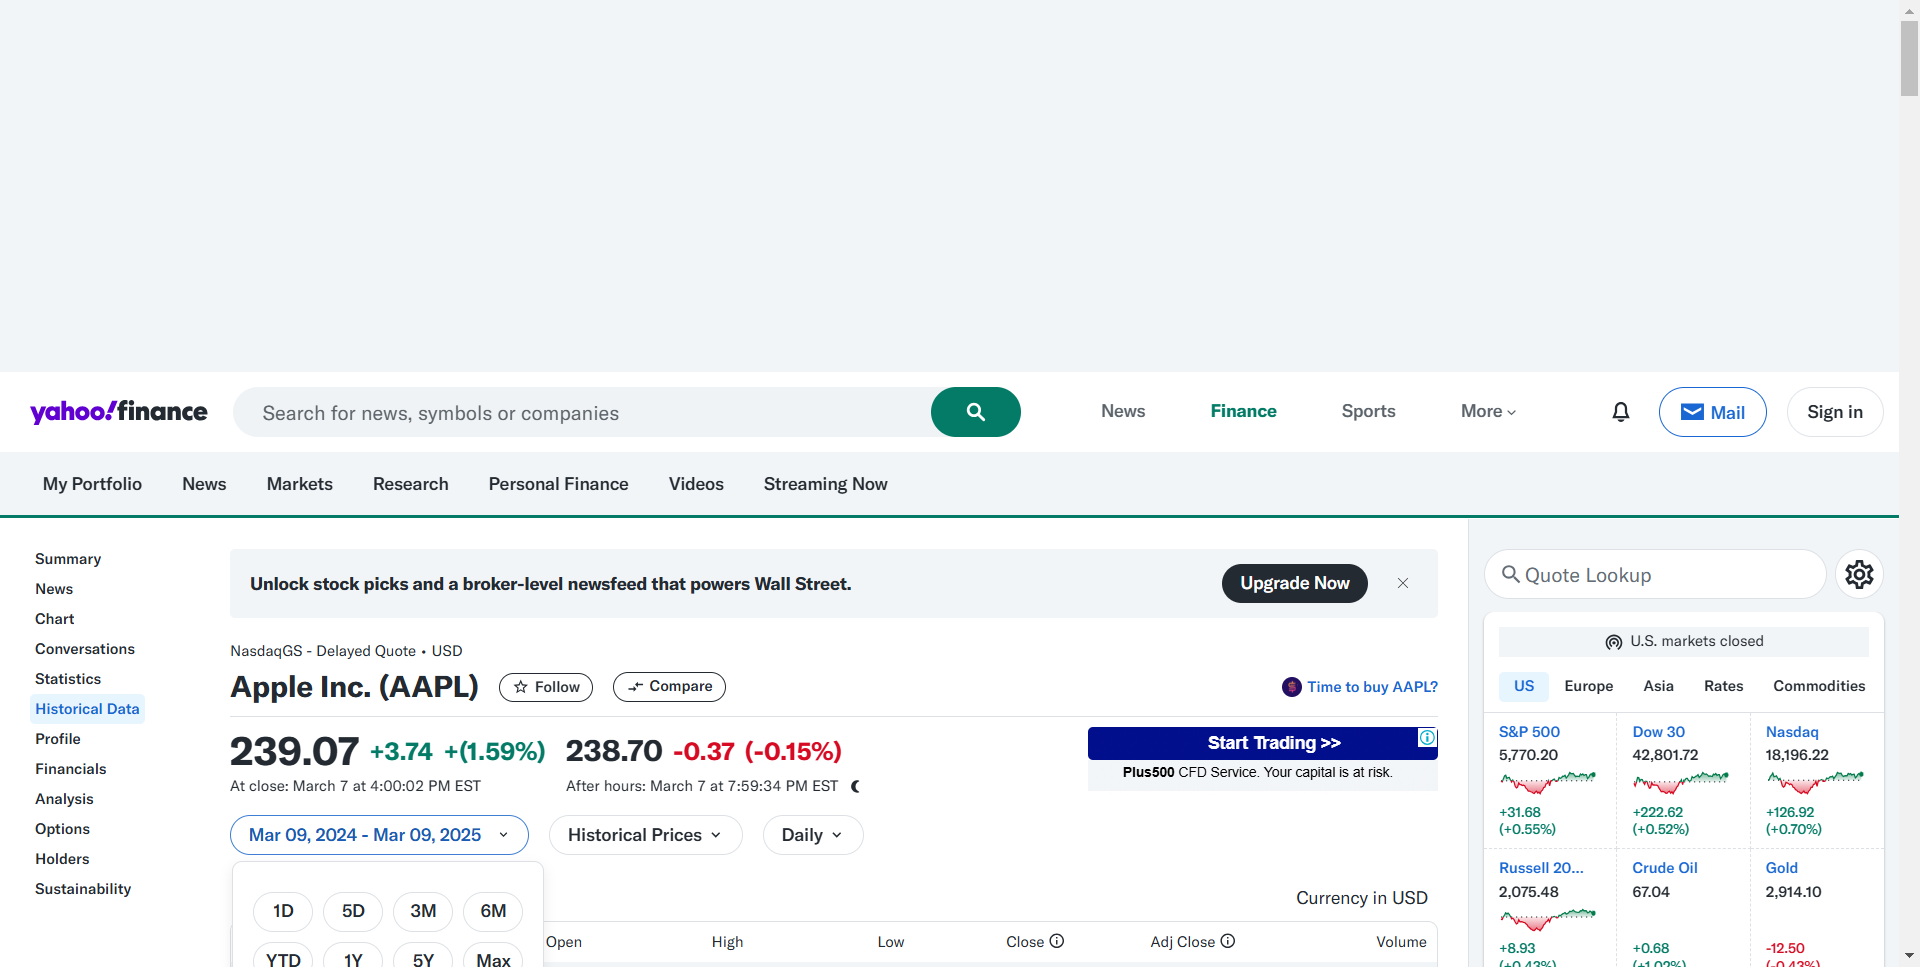 yahoo!finance
Search for news, symbols or companies
News Finance Sports More
Mail
Sign in
My Portfolio News Markets Research Personal Finance Videos Streaming Now
Summary
News
Chart
Conversations
Statistics
Historical Data
Profile
Financials
Analysis
Options
Holders
Sustainability
Unlock stock picks and a broker-level newsfeed that powers Wall Street.
Upgrade Now
NasdaqGS - Delayed Quote • USD
Apple Inc. (AAPL)
Follow
Compare
Time to buy AAPL?
239.07 +3.74 +(1.59%)
At close: March 7 at 4:00:02 PM EST
238.70 -0.37 (-0.15%)
After hours: March 7 at 7:59:34 PM EST
Start Trading >>
Plus500 CFD Service. Your capital is at risk.
Mar 09, 2024 - Mar 09, 2025
Historical Prices
Daily
1D 5D 3M 6M
YTD 1Y 5Y Max
Currency in USD
Open High Low Close Adj Close Volume
Quote Lookup
U.S. markets closed
US Europe Asia Rates Commodities
S&P 500
5,770.20
+31.68
(+0.55%)
Dow 30
42,801.72
+222.62
(+0.52%)
Nasdaq
18,196.22
+126.92
(+0.70%)
Russell 20...
2,075.48
+8.93
(+0.43%)
Crude Oil
67.04
+0.68
(+1.02%)
Gold
2,914.10
-12.50
(-0.43%)